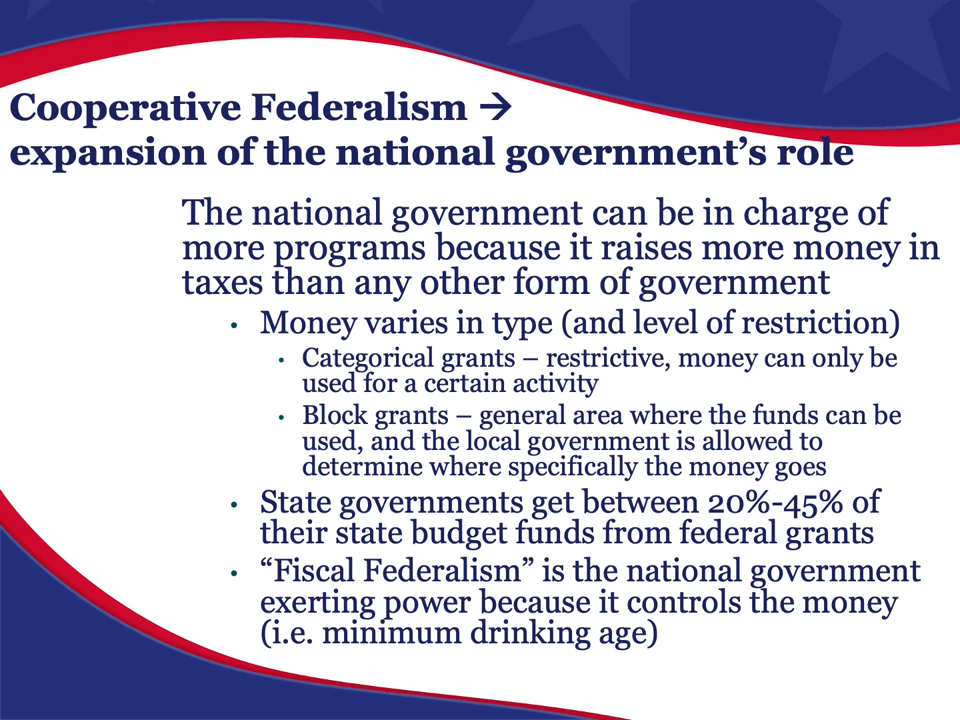 Cooperative Federalism →
expansion of the national government’s role
The national government can be in charge of
more programs because it raises more money in
taxes than any other form of government
• Money varies in type (and level of restriction)
• Categorical grants – restrictive, money can only be
used for a certain activity
• Block grants – general area where the funds can be
used, and the local government is allowed to
determine where specifically the money goes
• State governments get between 20%-45% of
their state budget funds from federal grants
• “Fiscal Federalism” is the national government
exerting power because it controls the money
(i.e. minimum drinking age)